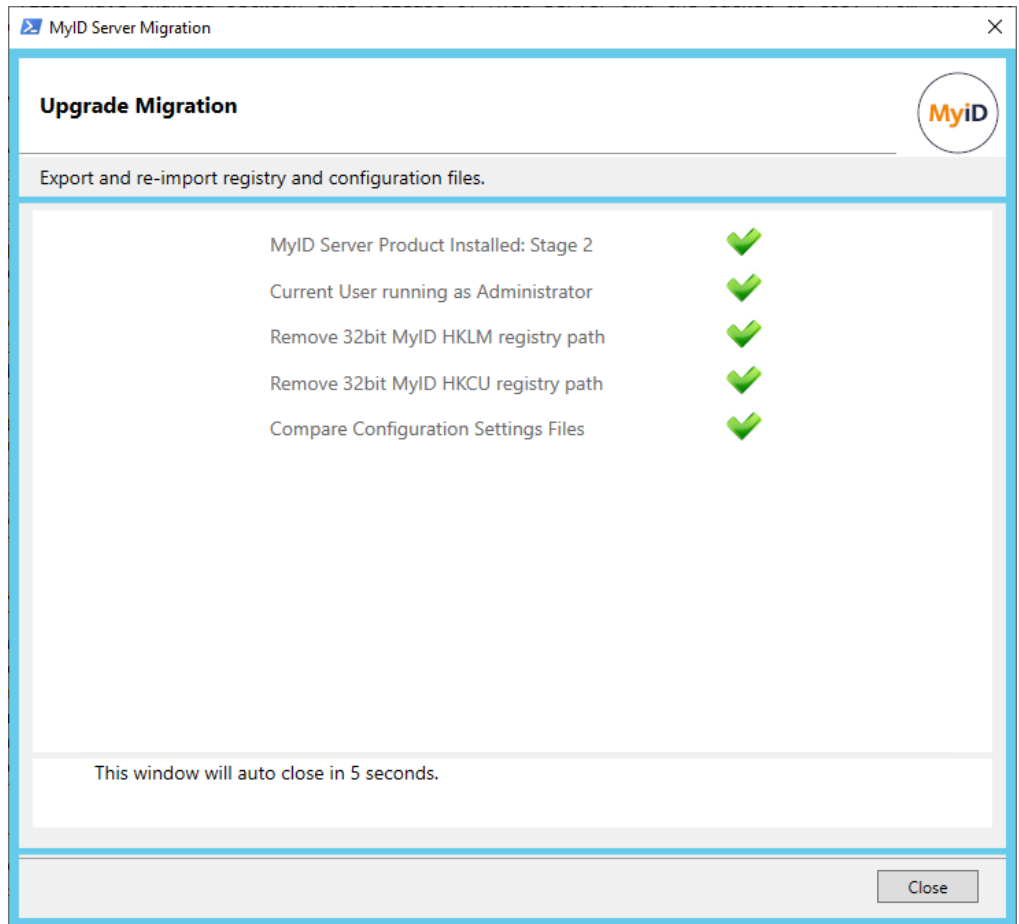 MyID Server Migration
Upgrade Migration
MyiD
Export and re-import registry and configuration files.
MyID Server Product Installed: Stage 2
Current User running as Administrator
Remove 32bit MyID HKLM registry path
Remove 32bit MyID HKCU registry path
Compare Configuration Settings Files
This window will auto close in 5 seconds.
Close